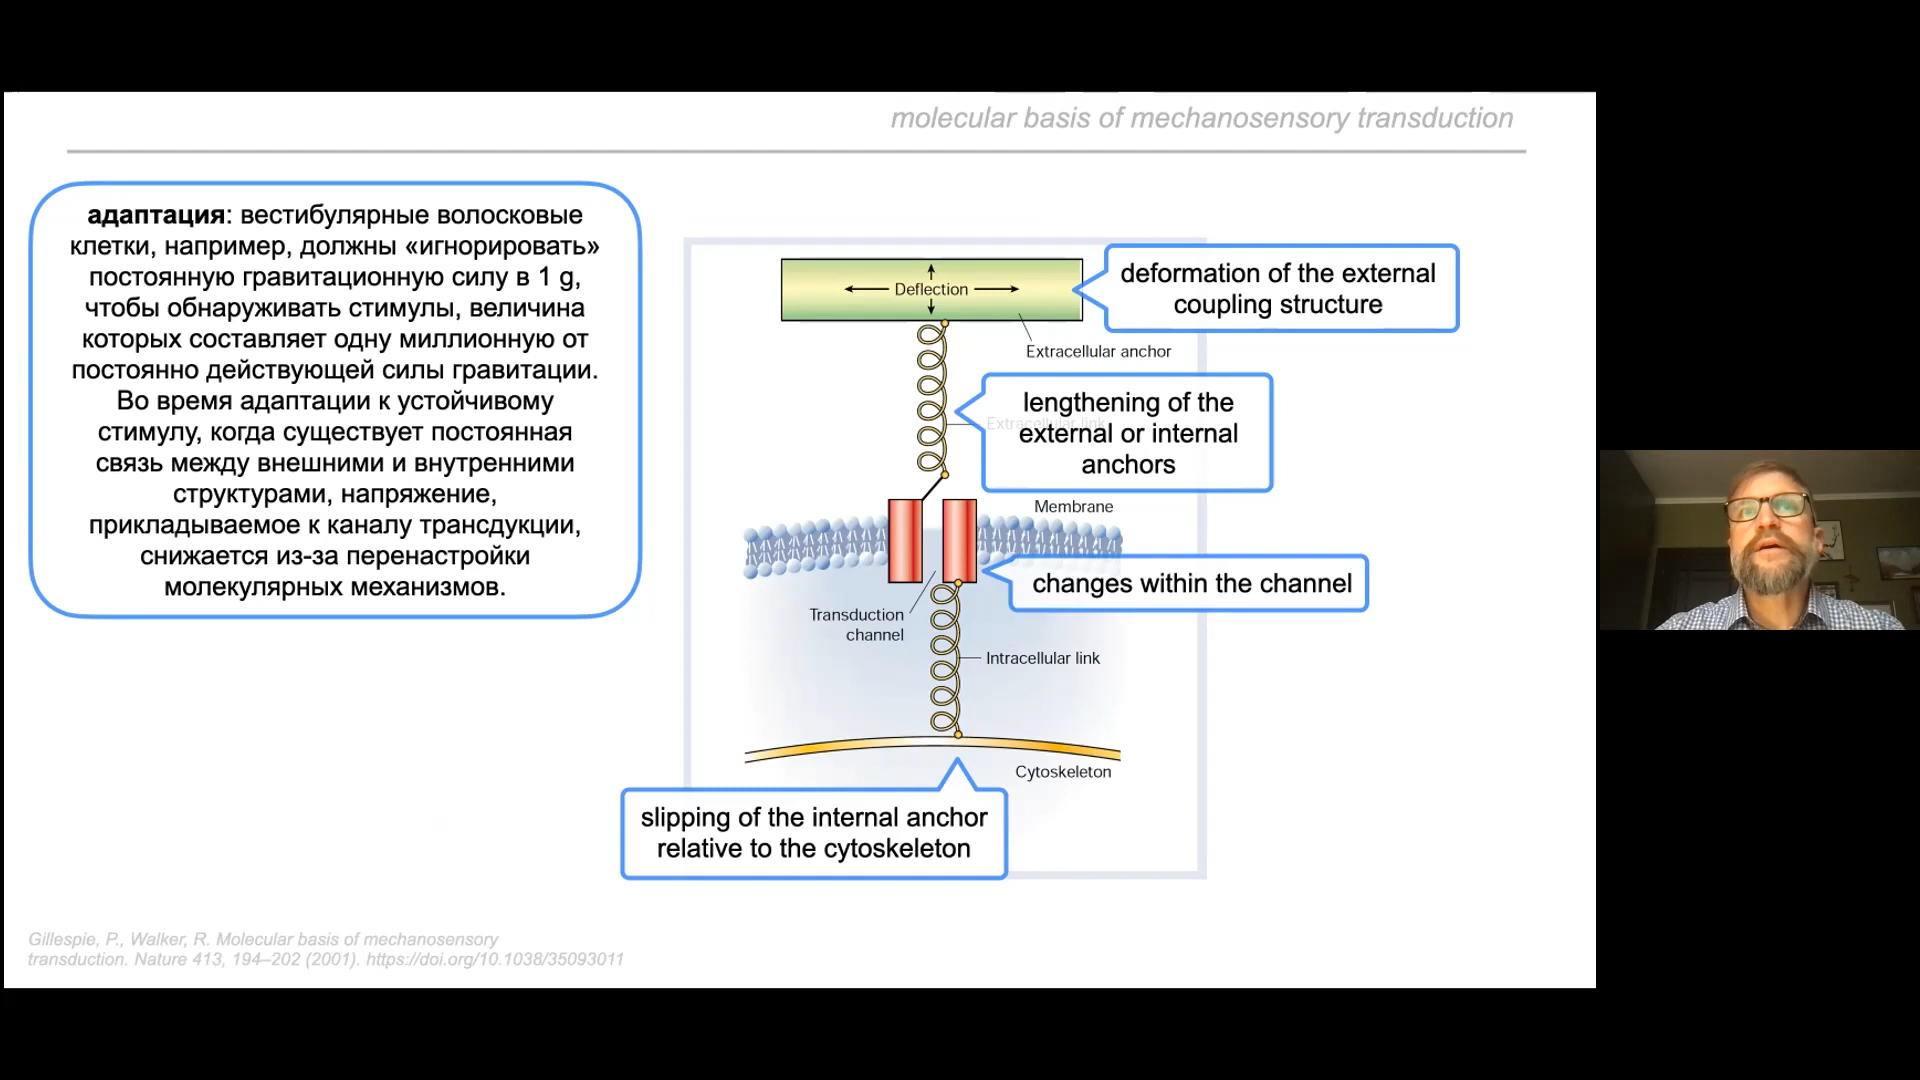 molecular basis of mechanosensory transduction
адаптация: вестибулярные волосковые
клетки, например, должны «игнорировать»
постоянную гравитационную силу в 1 g,
чтобы обнаруживать стимулы, величина
которых составляет одну миллионную от
постоянно действующей силы гравитации.
Во время адаптации к устойчивому
стимулу, когда существует постоянная
связь между внешними и внутренними
структурами, напряжение,
прикладываемое к каналу трансдукции,
снижается из-за перенастройки
молекулярных механизмов.
Deflection
deformation of the external
coupling structure
Extracellular anchor
lengthening of the
Extracellular link
external or internal
anchors
Membrane
changes within the channel
Transduction
channel
Intracellular link
Cytoskeleton
slipping of the internal anchor
relative to the cytoskeleton
Gillespie, P., Walker, R. Molecular basis of mechanosensory
transduction. Nature 413, 194–202 (2001). https://doi.org/10.1038/35093011